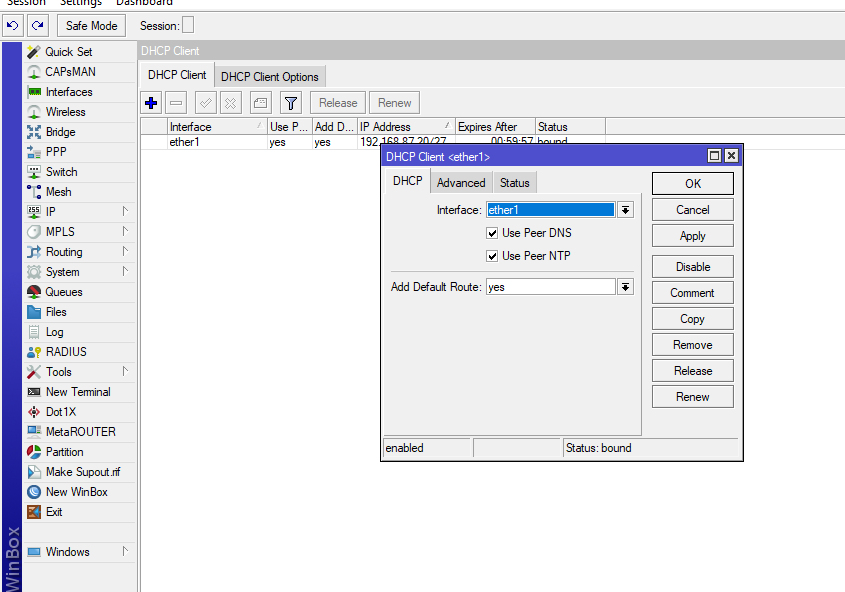 Session Settings Dashboard
Safe Mode Session:
Quick Set
CAPsMAN
Interfaces
Wireless
Bridge
PPP
Switch
Mesh
IP
MPLS
Routing
System
Queues
Files
Log
RADIUS
Tools
New Terminal
Dot1X
MetaROUTER
Partition
Make Supout.rif
New WinBox
Exit
Windows
WinBox
DHCP Client
DHCP Client DHCP Client Options
Release Renew
Interface Use P... Add D... IP Address Expires After Status
ether1 yes yes 192.168.87.20/27 00:59:57 bound
DHCP Client <ether1>
DHCP Advanced Status
Interface: ether1
Use Peer DNS
Use Peer NTP
Add Default Route: yes
OK
Cancel
Apply
Disable
Comment
Copy
Remove
Release
Renew
enabled Status: bound